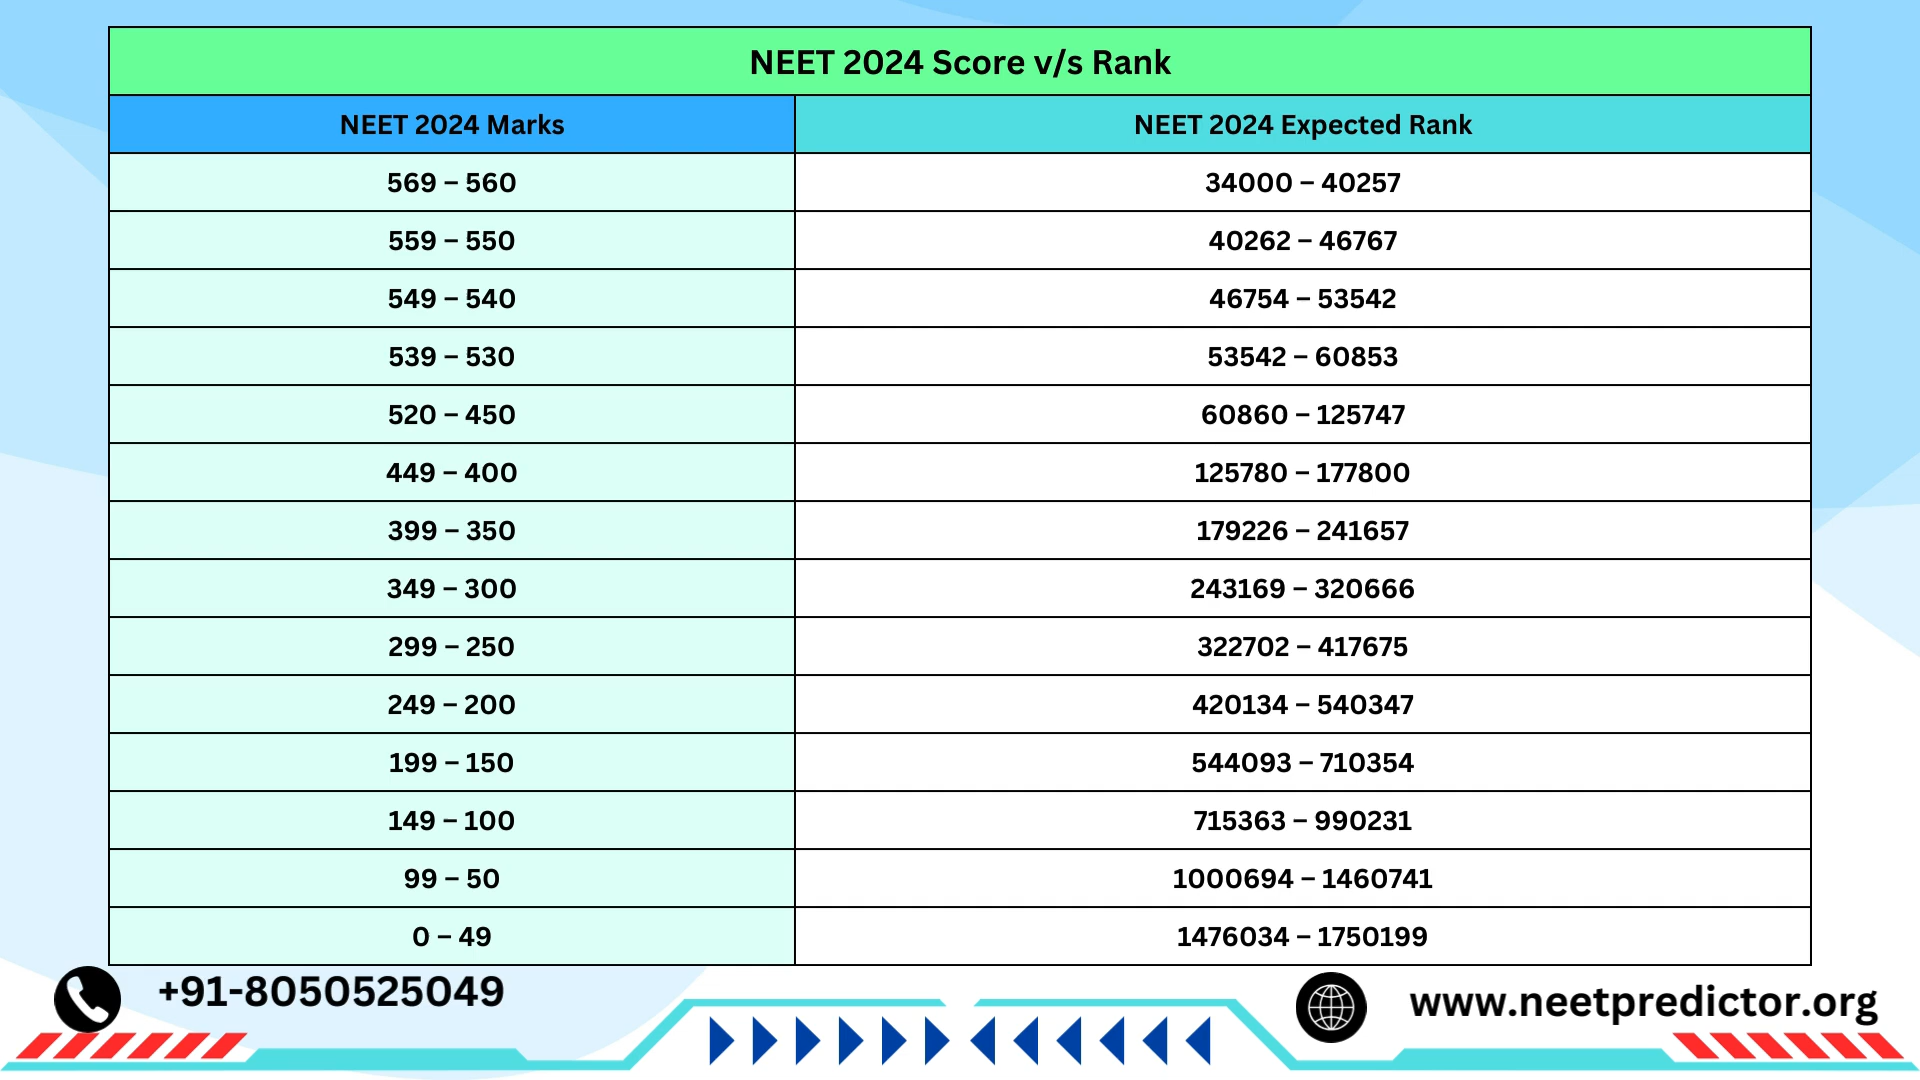 NEET 2024 Score v/s Rank
NEET 2024 Marks NEET 2024 Expected Rank
569 – 560 34000 – 40257
559 – 550 40262 – 46767
549 – 540 46754 – 53542
539 – 530 53542 – 60853
520 – 450 60860 – 125747
449 – 400 125780 – 177800
399 – 350 179226 – 241657
349 – 300 243169 – 320666
299 – 250 322702 – 417675
249 – 200 420134 – 540347
199 – 150 544093 – 710354
149 – 100 715363 – 990231
99 – 50 1000694 – 1460741
0 – 49 1476034 – 1750199
+91-8050525049
www.neetpredictor.org